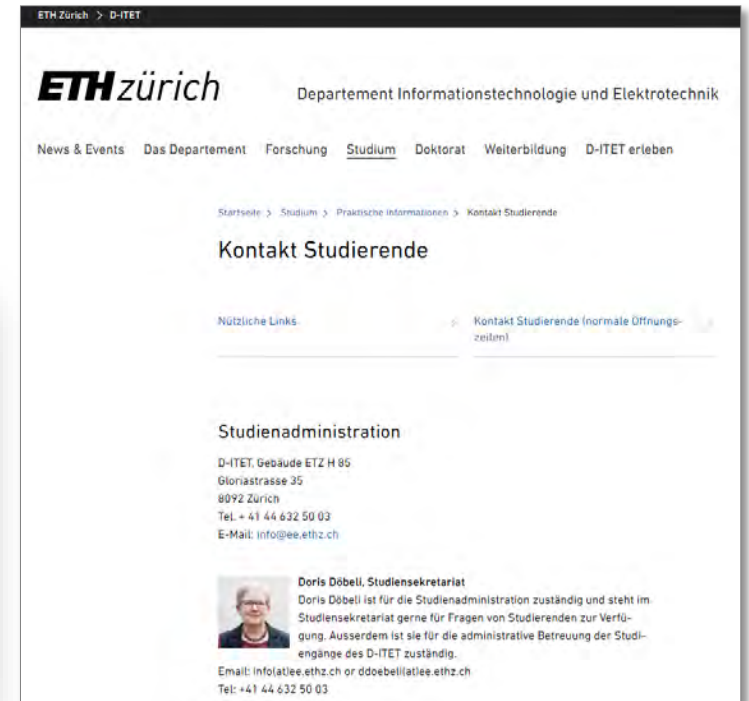 ETH Zürich > D-ITET
ETH zürich
Departement Informationstechnologie und Elektrotechnik
News & Events Das Departement Forschung Studium Doktorat Weiterbildung D-ITET erleben
Startseite > Studium > Praktische Informationen > Kontakt Studierende
Kontakt Studierende
Nützliche Links >
Kontakt Studierende (normale Öffnungs-
zeiten) >
Studienadministration
D-ITET, Gebäude ETZ H 85
Gloriastrasse 35
8092 Zürich
Tel. + 41 44 632 50 03
E-Mail: info@ee.ethz.ch
Doris Döbeli, Studiensekretariat
Doris Döbeli ist für die Studienadministration zuständig und steht im
Studiensekretariat gerne für Fragen von Studierenden zur Verfü-
gung. Ausserdem ist sie für die administrative Betreuung der Studi-
engänge des D-ITET zuständig.
Email: info(at)ee.ethz.ch or ddoebeli(at)ee.ethz.ch
Tel: +41 44 632 50 03